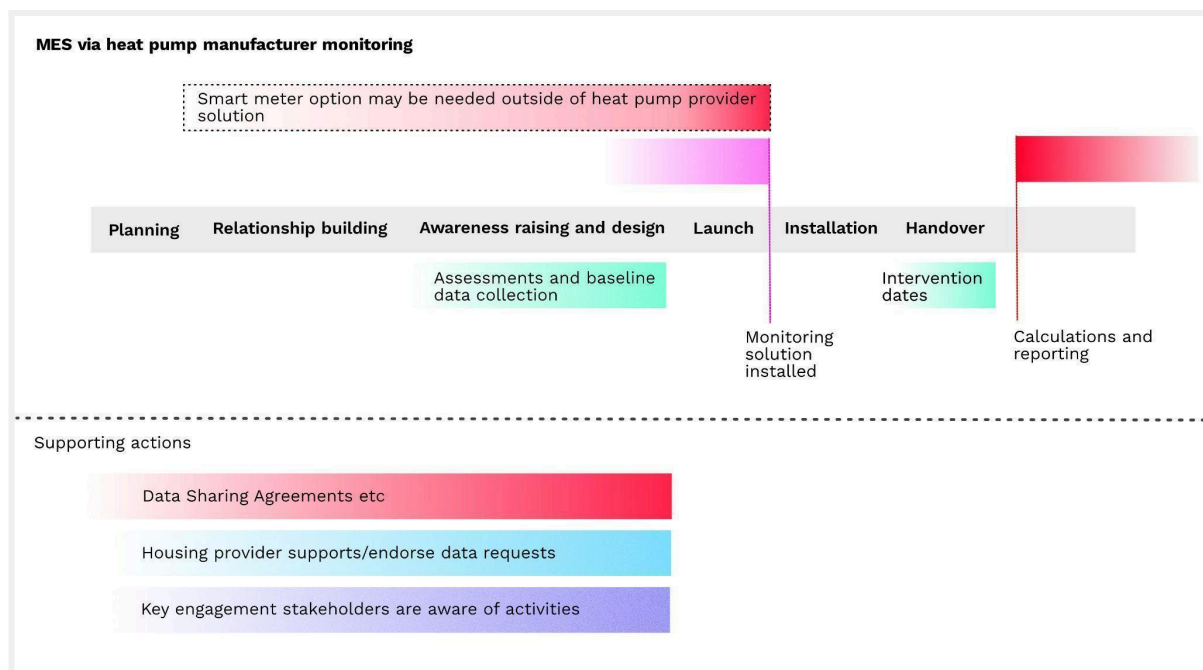 MES via heat pump manufacturer monitoring
Smart meter option may be needed outside of heat pump provider
solution
Planning
Relationship building
Awareness raising and design
Launch
Installation
Handover
Assessments and baseline
data collection
Intervention
dates
Monitoring
solution
installed
Calculations and
reporting
Supporting actions
Data Sharing Agreements etc
Housing provider supports/endorse data requests
Key engagement stakeholders are aware of activities